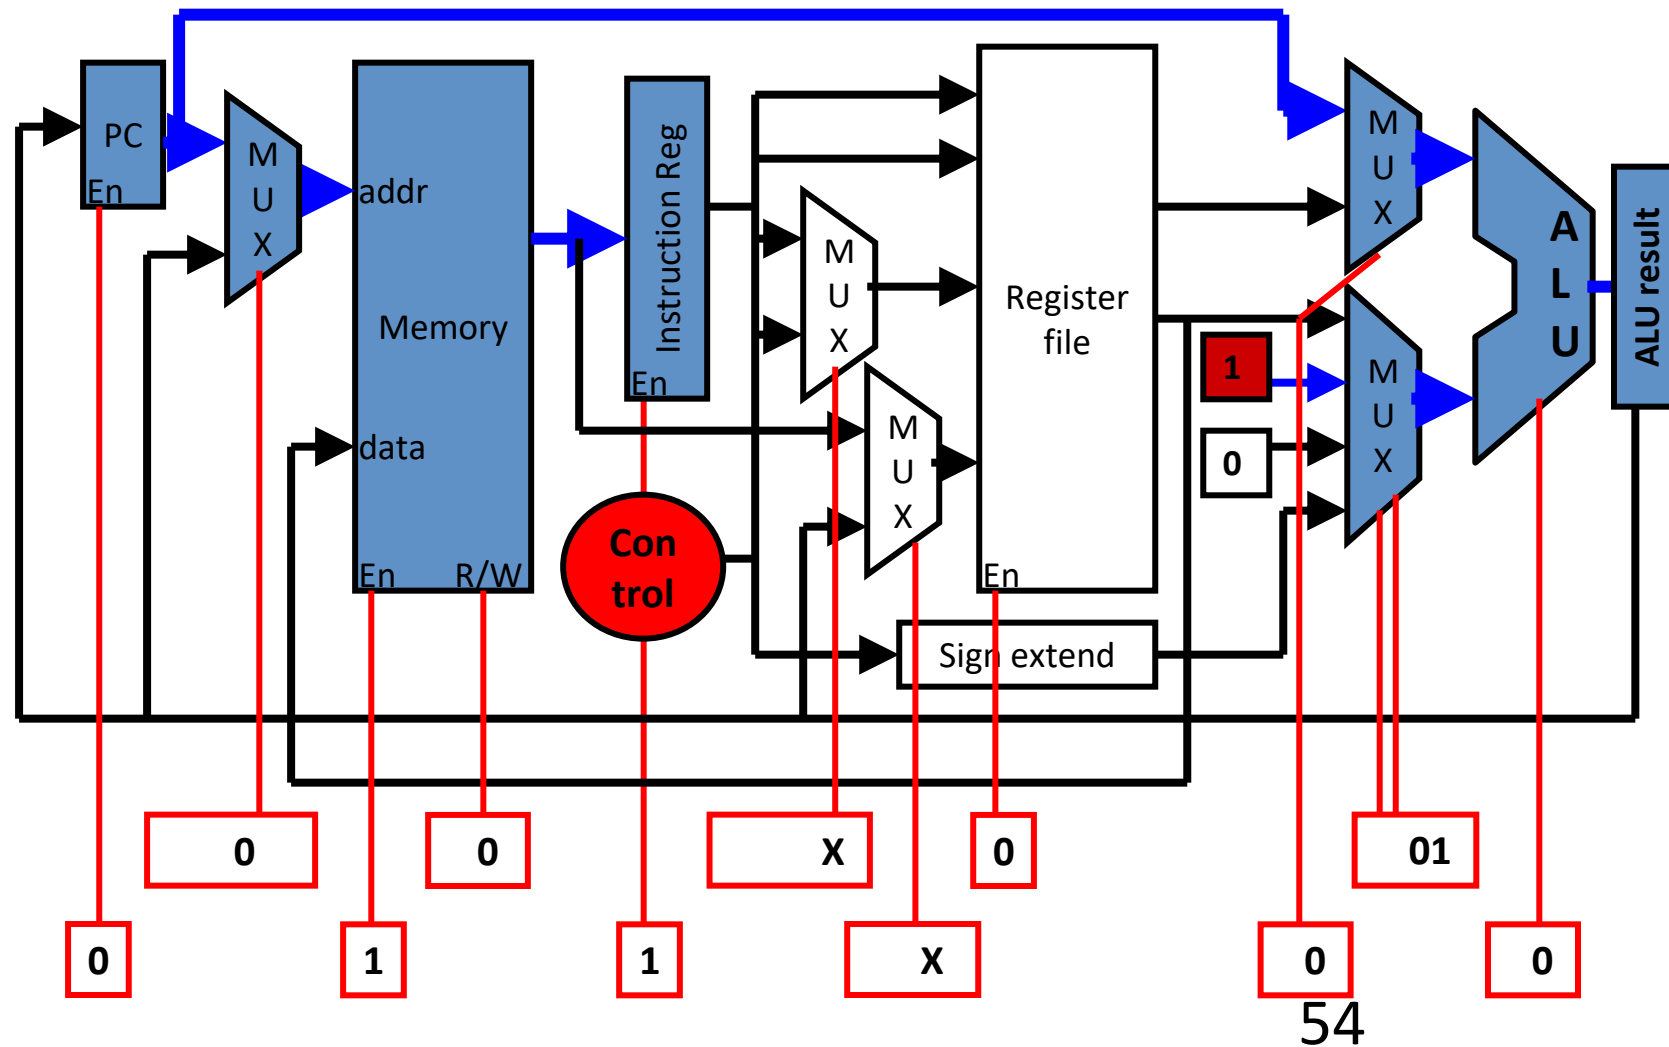 PC
En
M
U
X
addr
Memory
data
En
R/W
Instruction Reg
En
Con
trol
M
U
X
M
U
X
Register
file
En
Sign extend
1
0
M
U
X
M
U
X
A
L
U
ALU result
0
0
X
0
01
0
1
1
X
0
0
54